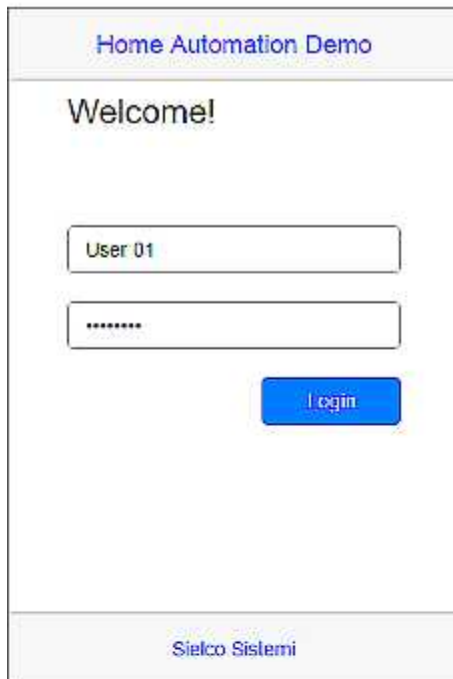 Home Automation Demo
Welcome!
User 01
••••••••
Login
Sielco Sistemi